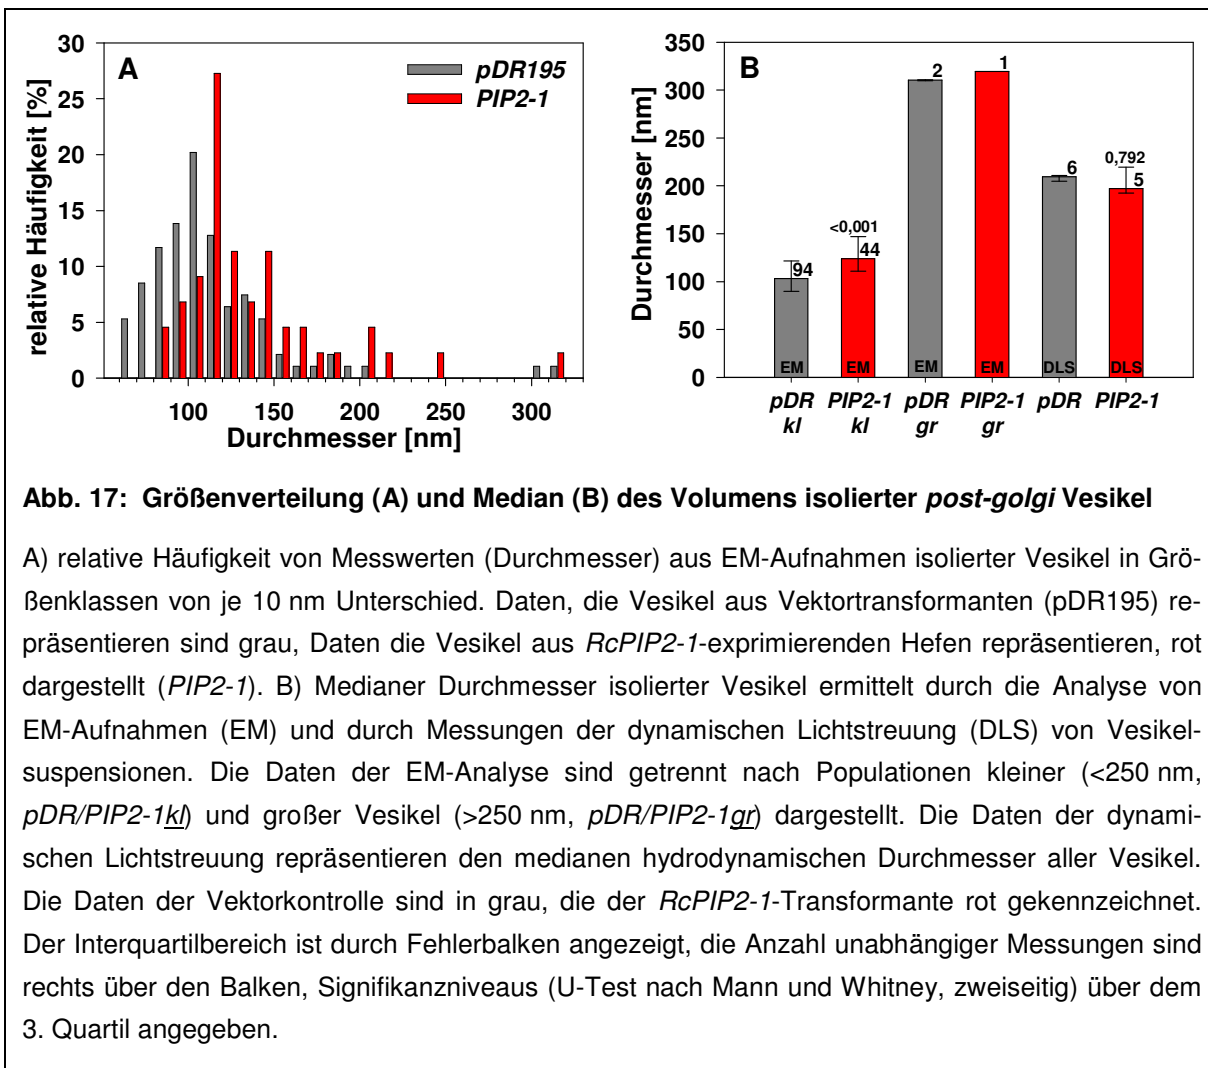 30
25
20
15
10
5
0
relative Häufigkeit [%]
A
pDR195
PIP2-1
100 150 200 250 300
Durchmesser [nm]
350
300
250
200
150
100
50
0
Durchmesser [nm]
B
94
<0,001
44
2
1
6
0,792
5
EM EM EM EM DLS DLS
pDR PIP2-1 pDR PIP2-1 pDR PIP2-1
kl kl gr gr
Abb. 17: Größenverteilung (A) und Median (B) des Volumens isolierter post-golgi Vesikel
A) relative Häufigkeit von Messwerten (Durchmesser) aus EM-Aufnahmen isolierter Vesikel in Grö-
ßenklassen von je 10 nm Unterschied. Daten, die Vesikel aus Vektortransformanten (pDR195) re-
präsentieren sind grau, Daten die Vesikel aus RcPIP2-1-exprimierenden Hefen repräsentieren, rot
dargestellt (PIP2-1). B) Medianer Durchmesser isolierter Vesikel ermittelt durch die Analyse von
EM-Aufnahmen (EM) und durch Messungen der dynamischen Lichtstreuung (DLS) von Vesikel-
suspensionen. Die Daten der EM-Analyse sind getrennt nach Populationen kleiner (<250 nm,
pDR/PIP2-1kl) und großer Vesikel (>250 nm, pDR/PIP2-1gr) dargestellt. Die Daten der dynami-
schen Lichtstreuung repräsentieren den medianen hydrodynamischen Durchmesser aller Vesikel.
Die Daten der Vektorkontrolle sind in grau, die der RcPIP2-1-Transformante rot gekennzeichnet.
Der Interquartilbereich ist durch Fehlerbalken angezeigt, die Anzahl unabhängiger Messungen sind
rechts über den Balken, Signifikanzniveaus (U-Test nach Mann und Whitney, zweiseitig) über dem
3. Quartil angegeben.